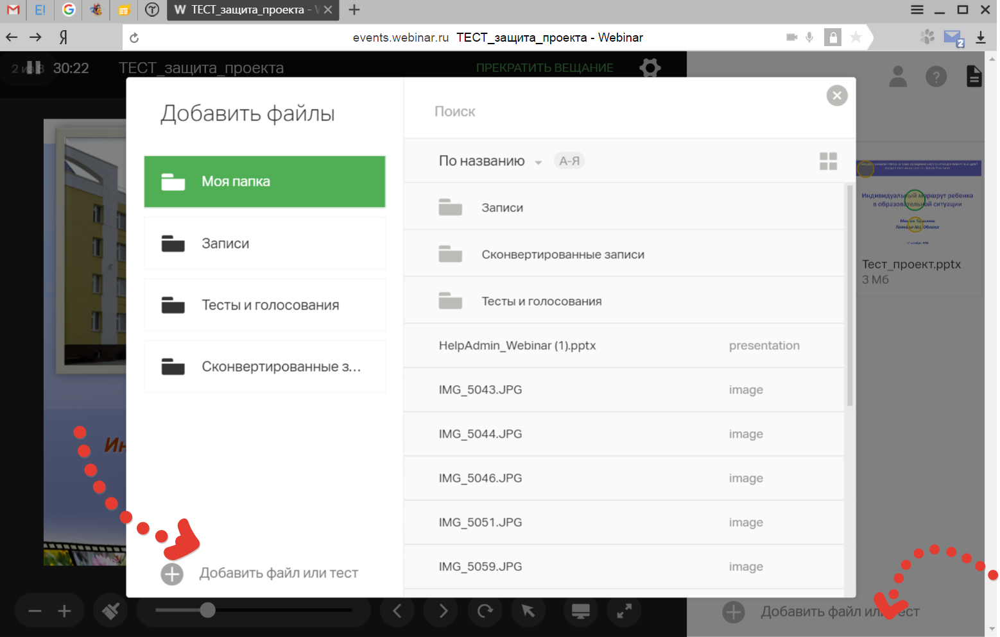 E!
W ТЕСТ_защита_проекта -
Я
events.webinar.ru ТЕСТ_защита_проекта - Webinar
2
2 из 8 30:22 ТЕСТ_защита_проекта ПРЕКРАТИТЬ ВЕЩАНИЕ
?
Добавить файлы
Моя папка
Записи
Тесты и голосования
Сконвертированные з...
Добавить файл или тест
Поиск
По названию А-Я
Записи
Сконвертированные записи
Тесты и голосования
HelpAdmin_Webinar (1).pptx presentation
IMG_5043.JPG image
IMG_5044.JPG image
IMG_5046.JPG image
IMG_5051.JPG image
IMG_5059.JPG image
Индивидуальный маршрут ребенка
в образовательной ситуации
Тест_проект.pptx
3 Мб
Ин
Добавить файл или тест